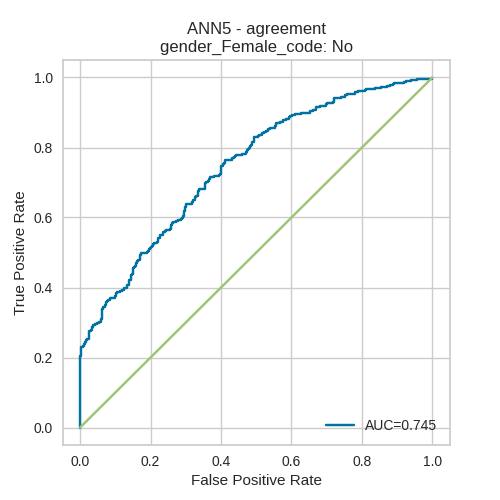 ANN5 - agreement
gender_Female_code: No
True Positive Rate
1.0
0.8
0.6
0.4
0.2
0.0
AUC=0.745
0.0 0.2 0.4 0.6 0.8 1.0
False Positive Rate